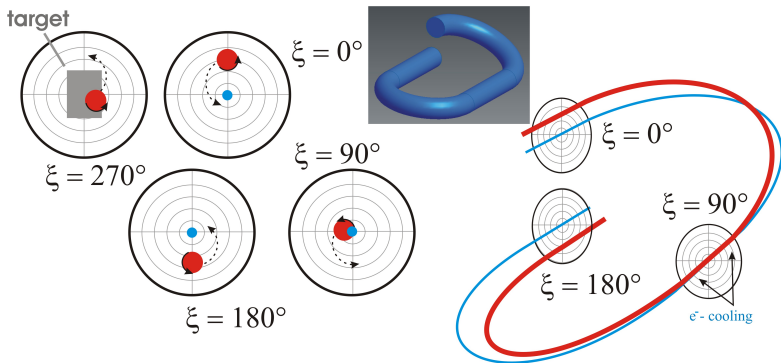 target
ξ = 0°
ξ = 270°
ξ = 90°
ξ = 180°
ξ = 0°
ξ = 90°
ξ = 180°
e⁻- cooling